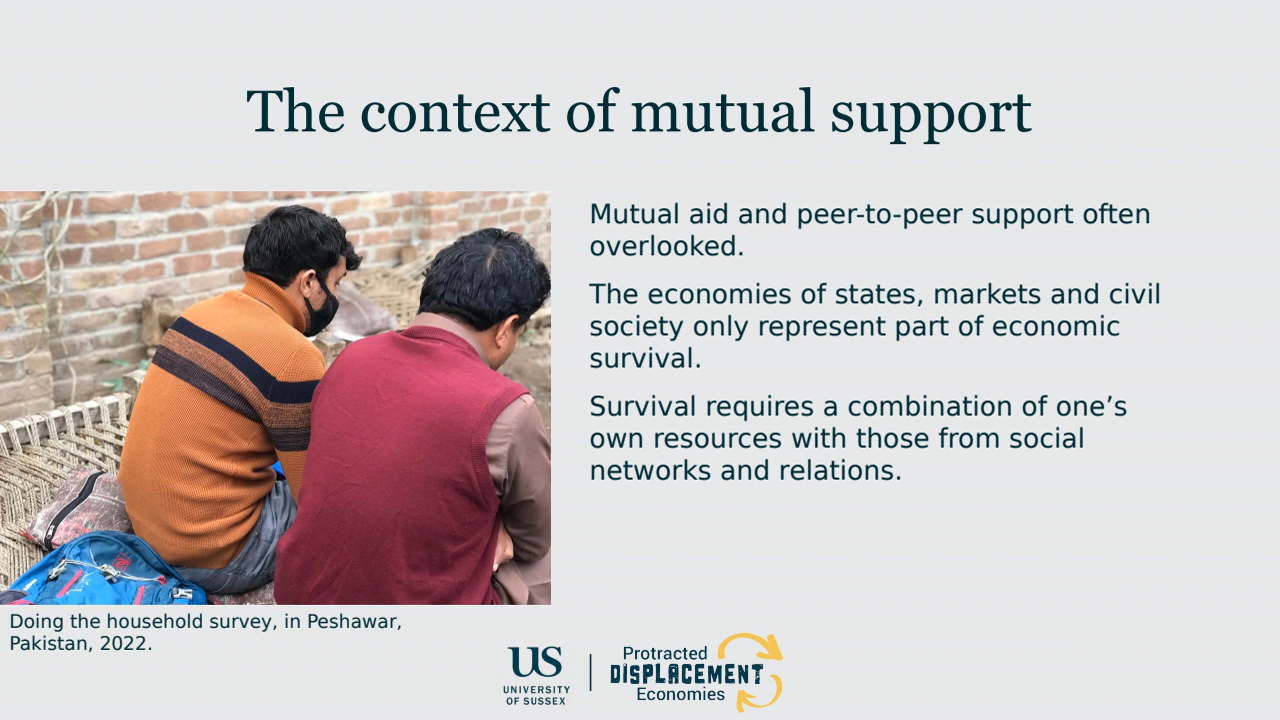 The context of mutual support
Mutual aid and peer-to-peer support often
overlooked.
The economies of states, markets and civil
society only represent part of economic
survival.
Survival requires a combination of one’s
own resources with those from social
networks and relations.
Doing the household survey, in Peshawar,
Pakistan, 2022.
US
UNIVERSITY
OF SUSSEX
Protracted
DISPLACEMENT
Economies